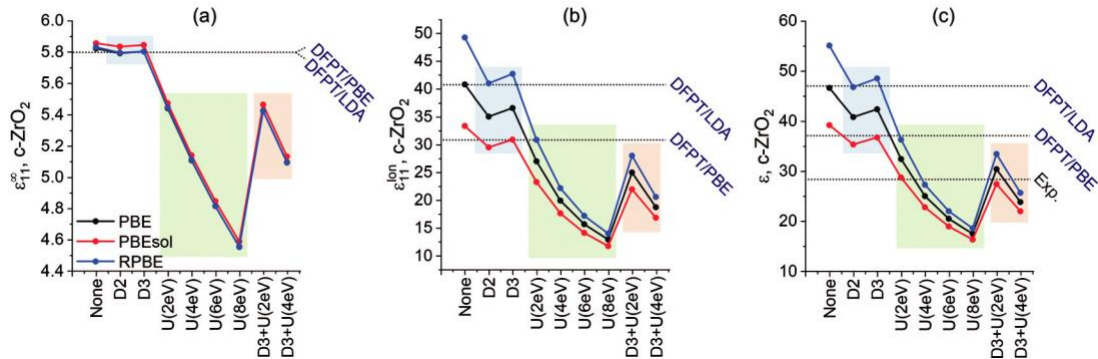 (a)
6.0
5.8
5.6
5.4
5.2
5.0
4.8
4.6
4.4
ε∞11, c-ZrO2
DFPT/PBE
DFPT/LDA
PBE
PBEsol
RPBE
None
D2
D3
U(2eV)
U(4eV)
U(6eV)
U(8eV)
D3+U(2eV)
D3+U(4eV)
(b)
50
45
40
35
30
25
20
15
10
εIon11, c-ZrO2
DFPT/LDA
DFPT/PBE
None
D2
D3
U(2eV)
U(4eV)
U(6eV)
U(8eV)
D3+U(2eV)
D3+U(4eV)
(c)
60
50
40
30
20
10
ε, c-ZrO2
DFPT/LDA
DFPT/PBE
Exp.
None
D2
D3
U(2eV)
U(4eV)
U(6eV)
U(8eV)
D3+U(2eV)
D3+U(4eV)